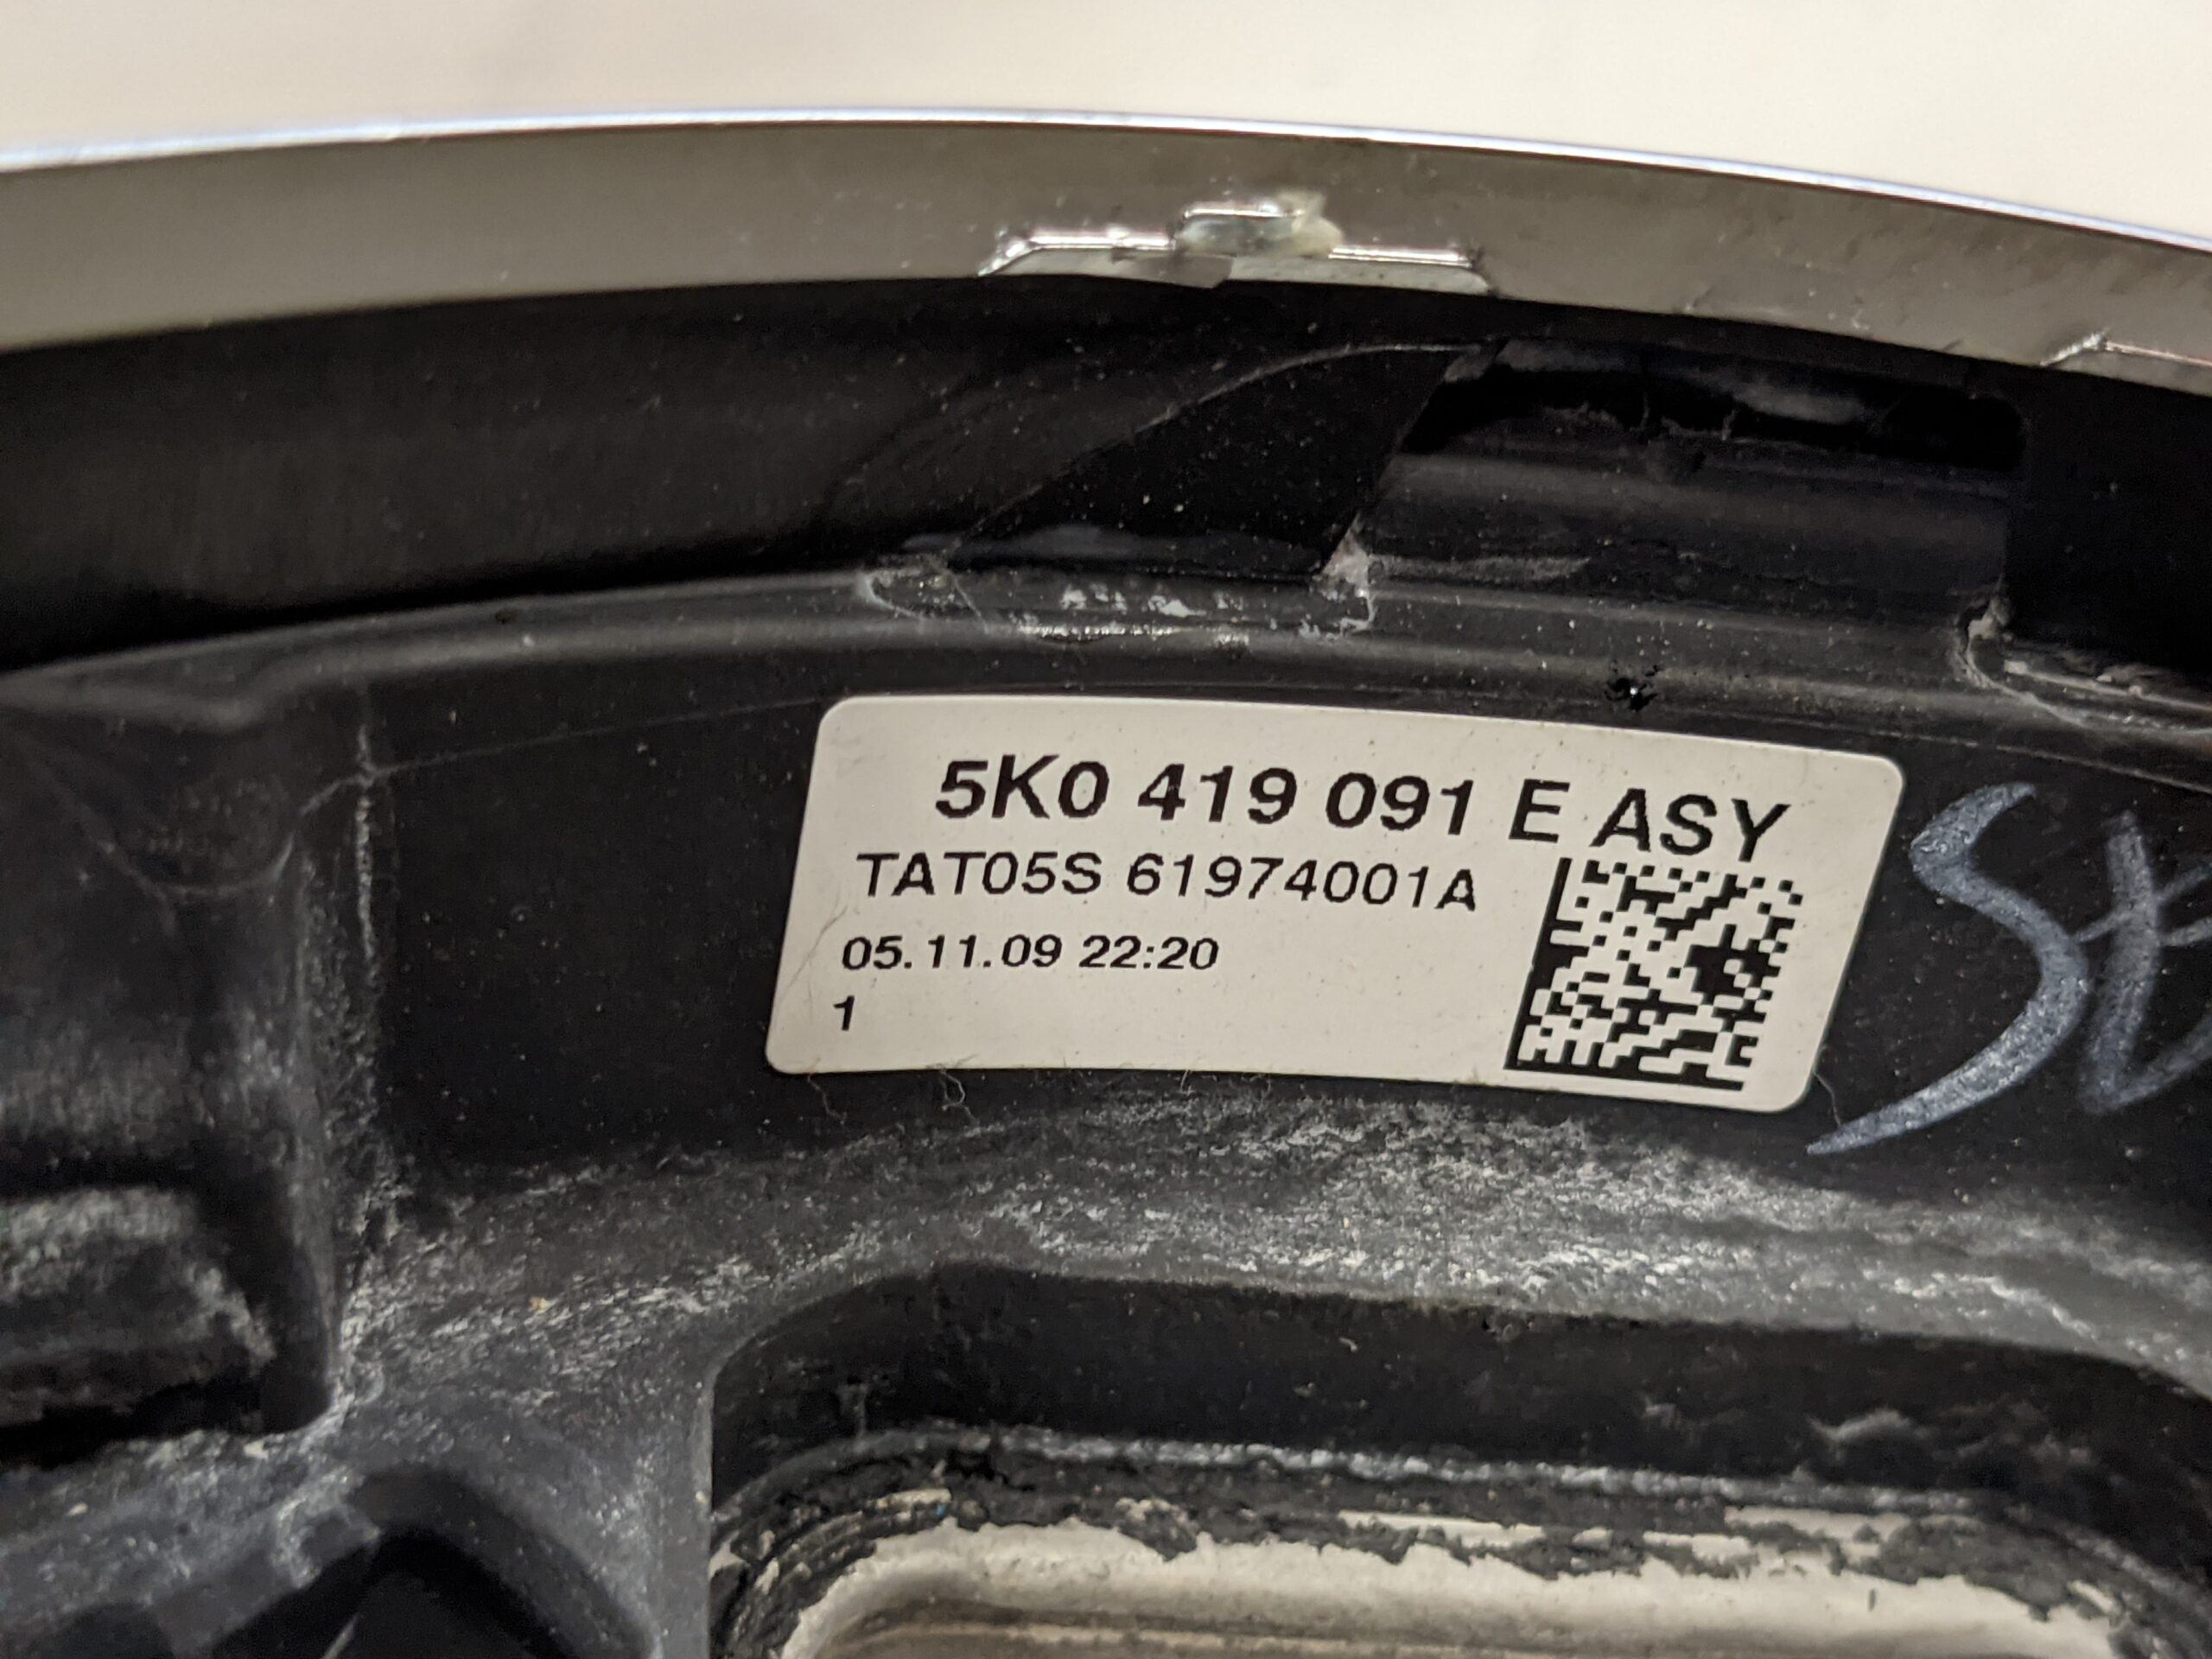 5K0 419 091 E ASY
TAT05S 61974001A
05.11.09 22:20
1